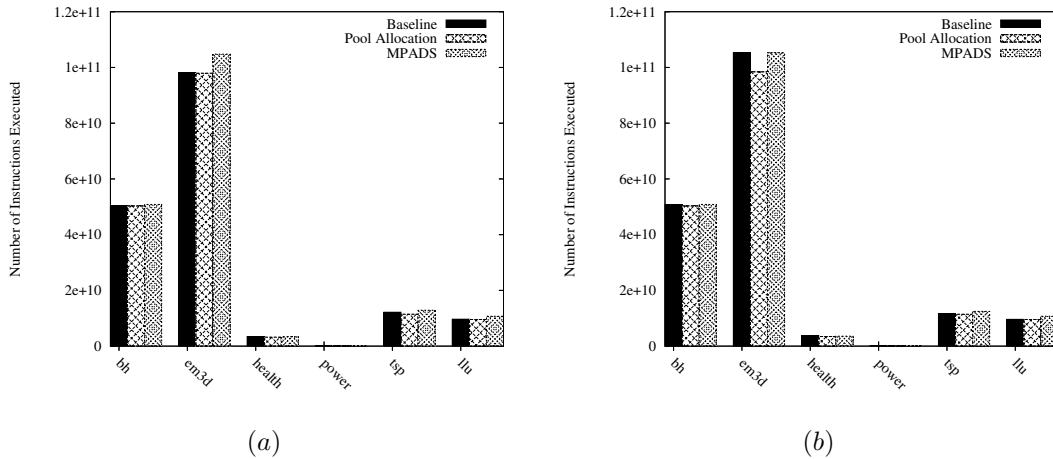 Number of Instructions Executed
1.2e+11
1e+11
8e+10
6e+10
4e+10
2e+10
0
Baseline
Pool Allocation
MPADS
bh
em3d
health
power
tsp
llu
(a)
Number of Instructions Executed
1.2e+11
1e+11
8e+10
6e+10
4e+10
2e+10
0
Baseline
Pool Allocation
MPADS
bh
em3d
health
power
tsp
llu
(b)